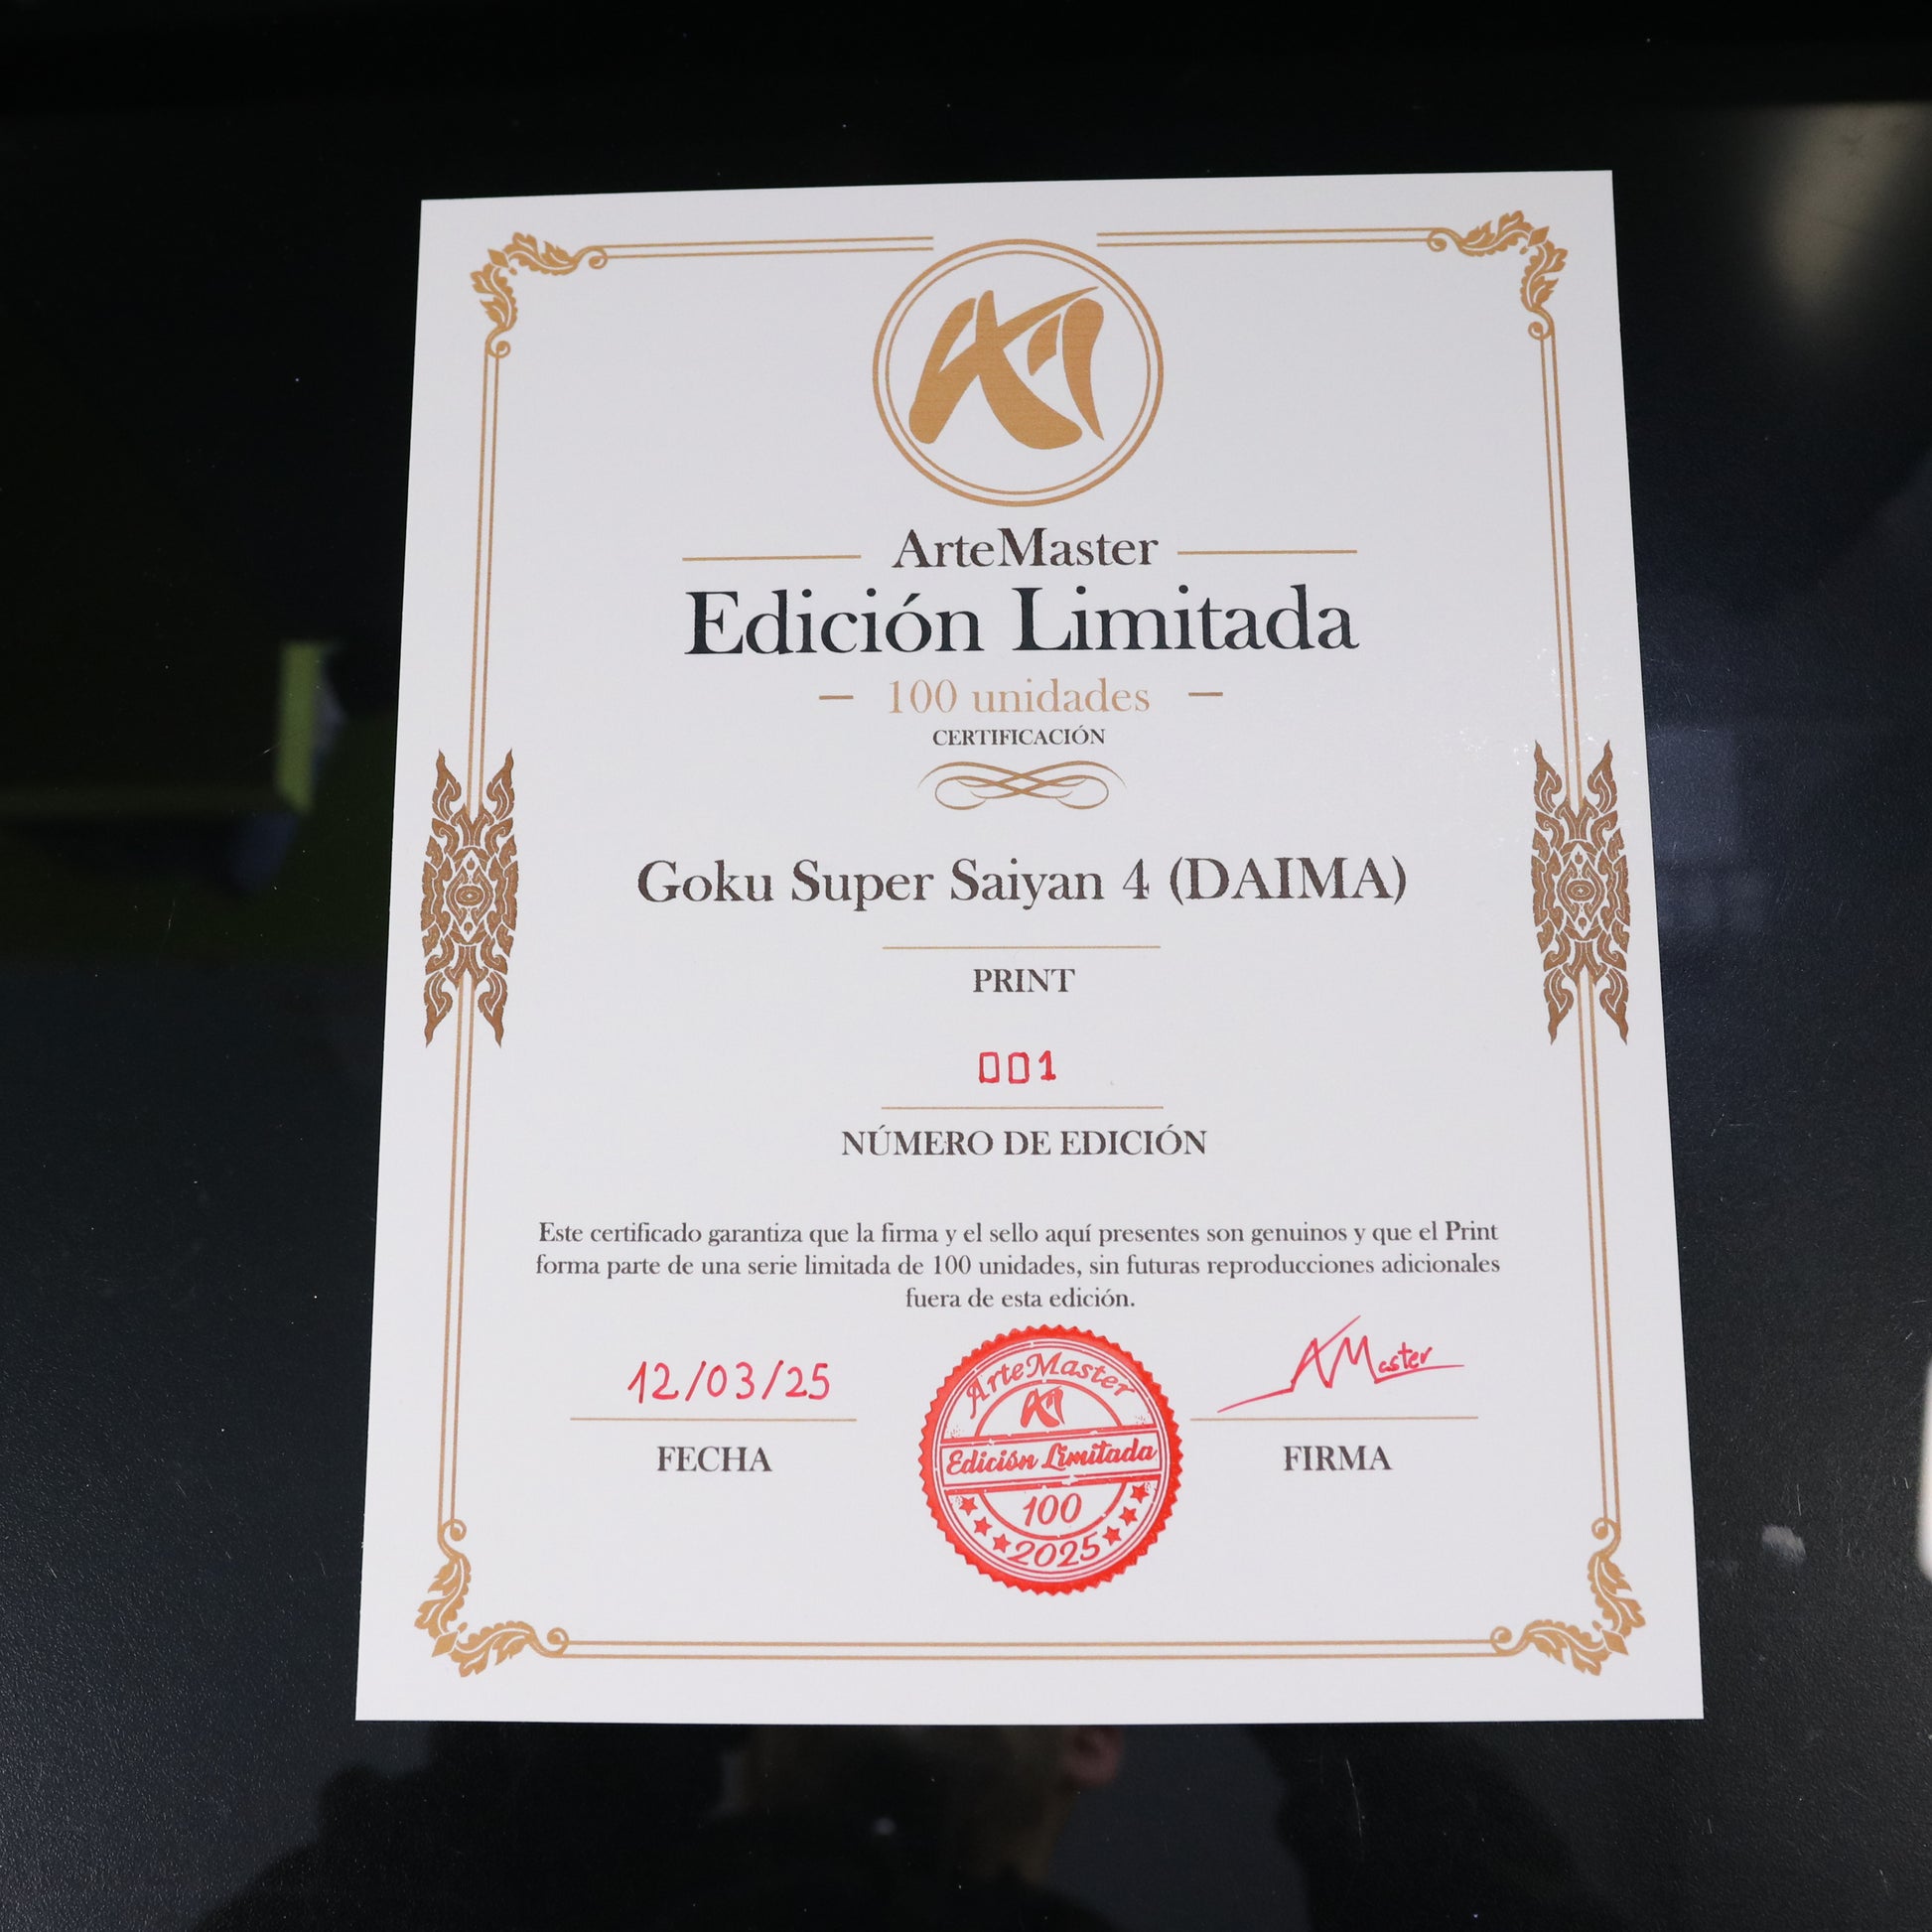 AM
ArteMaster
Edición Limitada
100 unidades
CERTIFICACIÓN
Goku Super Saiyan 4 (DAIMA)
PRINT
001
NÚMERO DE EDICIÓN
Este certificado garantiza que la firma y el sello aquí presentes son genuinos y que el Print
forma parte de una serie limitada de 100 unidades, sin futuras reproducciones adicionales
fuera de esta edición.
12/03/25
FECHA
ArteMaster
AM
Edición Limitada
100
2025
AMaster
FIRMA